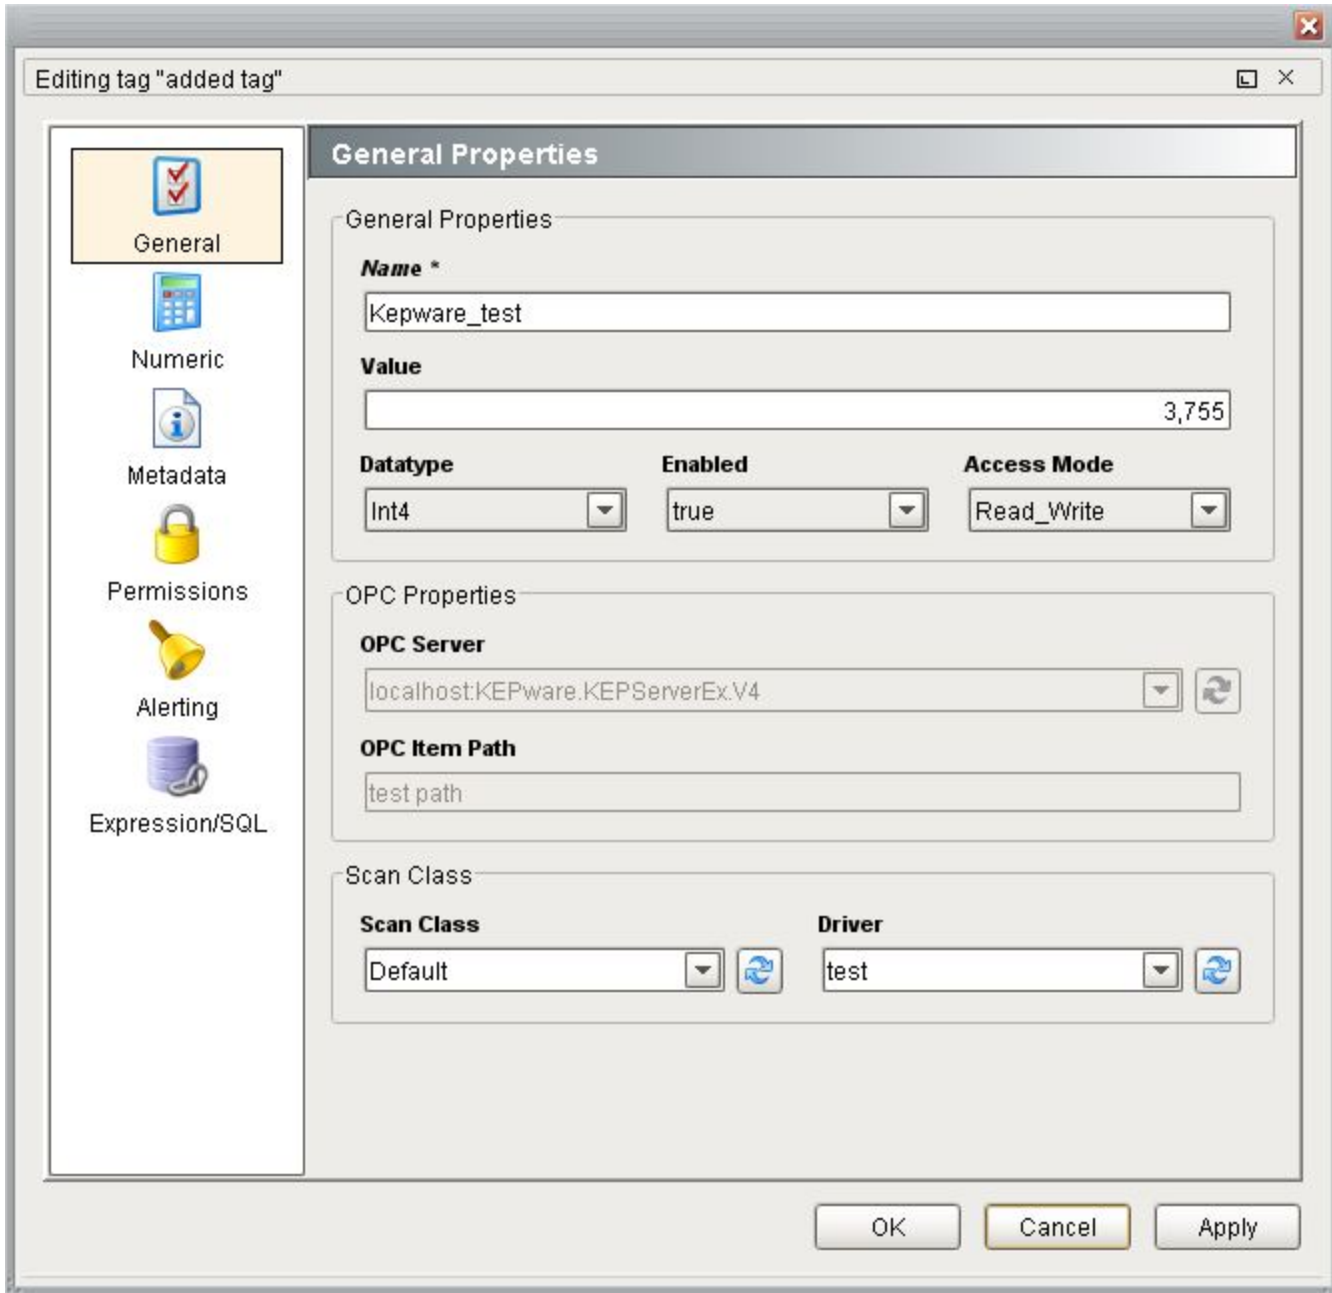 Editing tag "added tag"
General
Numeric
Metadata
Permissions
Alerting
Expression/SQL
General Properties
General Properties
Name *
Kepware_test
Value
3,755
Datatype Enabled Access Mode
Int4 true Read_Write
OPC Properties
OPC Server
localhost:KEPware.KEPServerEx.V4
OPC Item Path
test path
Scan Class
Scan Class Driver
Default test
OK Cancel Apply